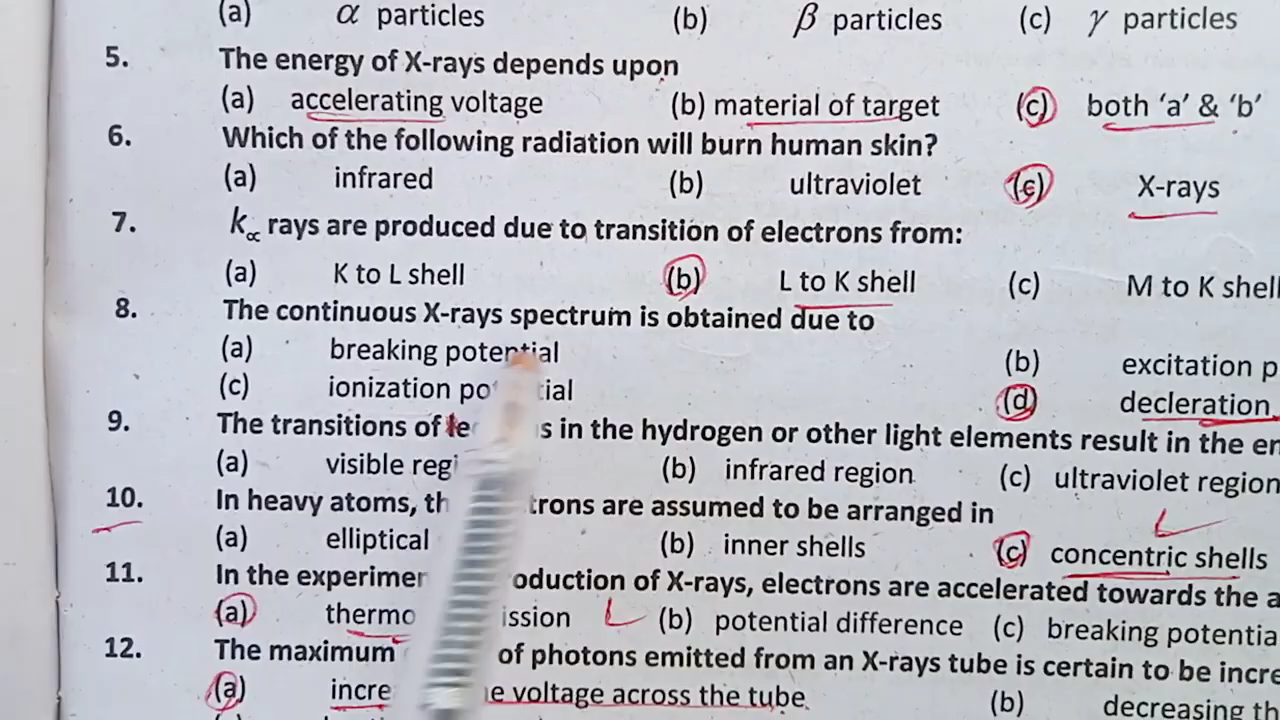 (a) α particles (b) β particles (c) γ particles
5. The energy of X-rays depends upon
(a) accelerating voltage (b) material of target (c) both 'a' & 'b'
6. Which of the following radiation will burn human skin?
(a) infrared (b) ultraviolet (c) X-rays
7. k∝ rays are produced due to transition of electrons from:
(a) K to L shell (b) L to K shell (c) M to K shell
8. The continuous X-rays spectrum is obtained due to
(a) breaking potential (b) excitation p
(c) ionization po tial (d) decleration
9. The transitions of s in the hydrogen or other light elements result in the
(a) visible regi (b) infrared region (c) ultraviolet region
10. In heavy atoms, th trons are assumed to be arranged in
(a) elliptical (b) inner shells (c) concentric shells
11. In the experimen oduction of X-rays, electrons are accelerated towards the a
(a) thermo ission (b) potential difference (c) breaking potentia
12. The maximum of photons emitted from an X-rays tube is certain to be incre
(a) incre e voltage across the tube (b) decreasing th